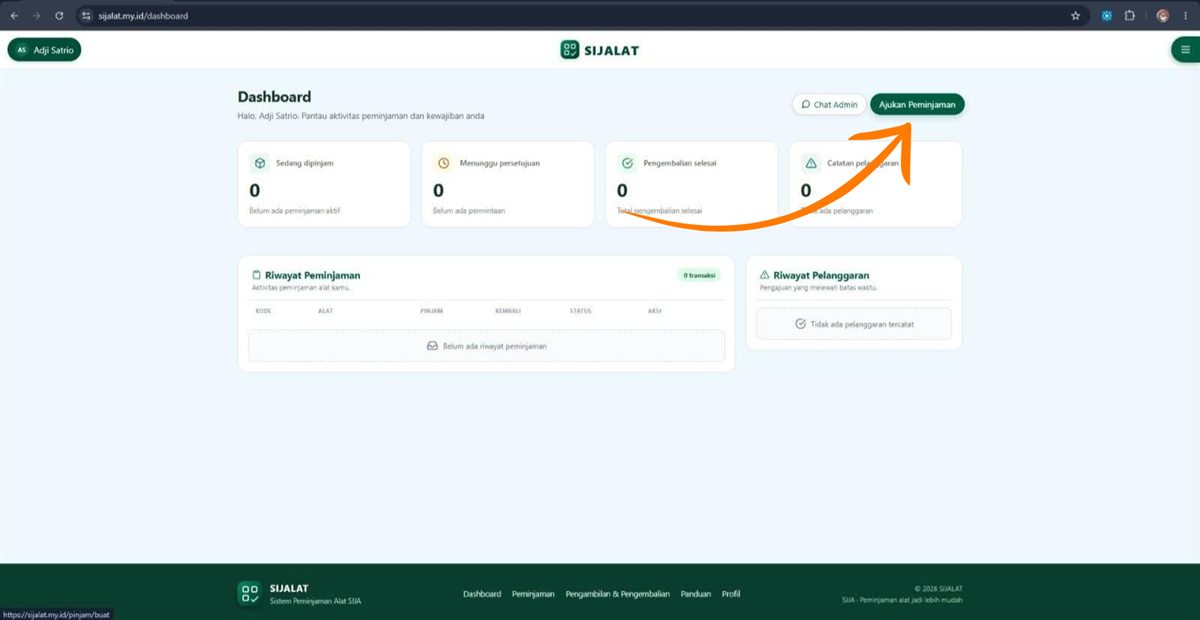 sijalat.my.id/dashboard
AS Adji Satrio
SIJALAT
Dashboard
Halo, Adji Satrio. Pantau aktivitas peminjaman dan kewajiban anda
Chat Admin
Ajukan Peminjaman
Sedang dipinjam
0
Belum ada peminjaman aktif
Menunggu persetujuan
0
Belum ada permintaan
Pengembalian selesai
0
Total pengembalian selesai
Catatan pelanggaran
0
Tidak ada pelanggaran
Riwayat Peminjaman
0 transaksi
Aktivitas peminjaman alat kamu.
KODE ALAT PINJAM KEMBALI STATUS AKSI
Belum ada riwayat peminjaman
Riwayat Pelanggaran
Pengajuan yang melewati batas waktu.
Tidak ada pelanggaran tercatat
SIJALAT
Sistem Peminjaman Alat SIJA
Dashboard Peminjaman Pengambilan & Pengembalian Panduan Profil
© 2026 SIJALAT
SIJA · Peminjaman alat jadi lebih mudah
https://sijalat.my.id/pinjam/buat